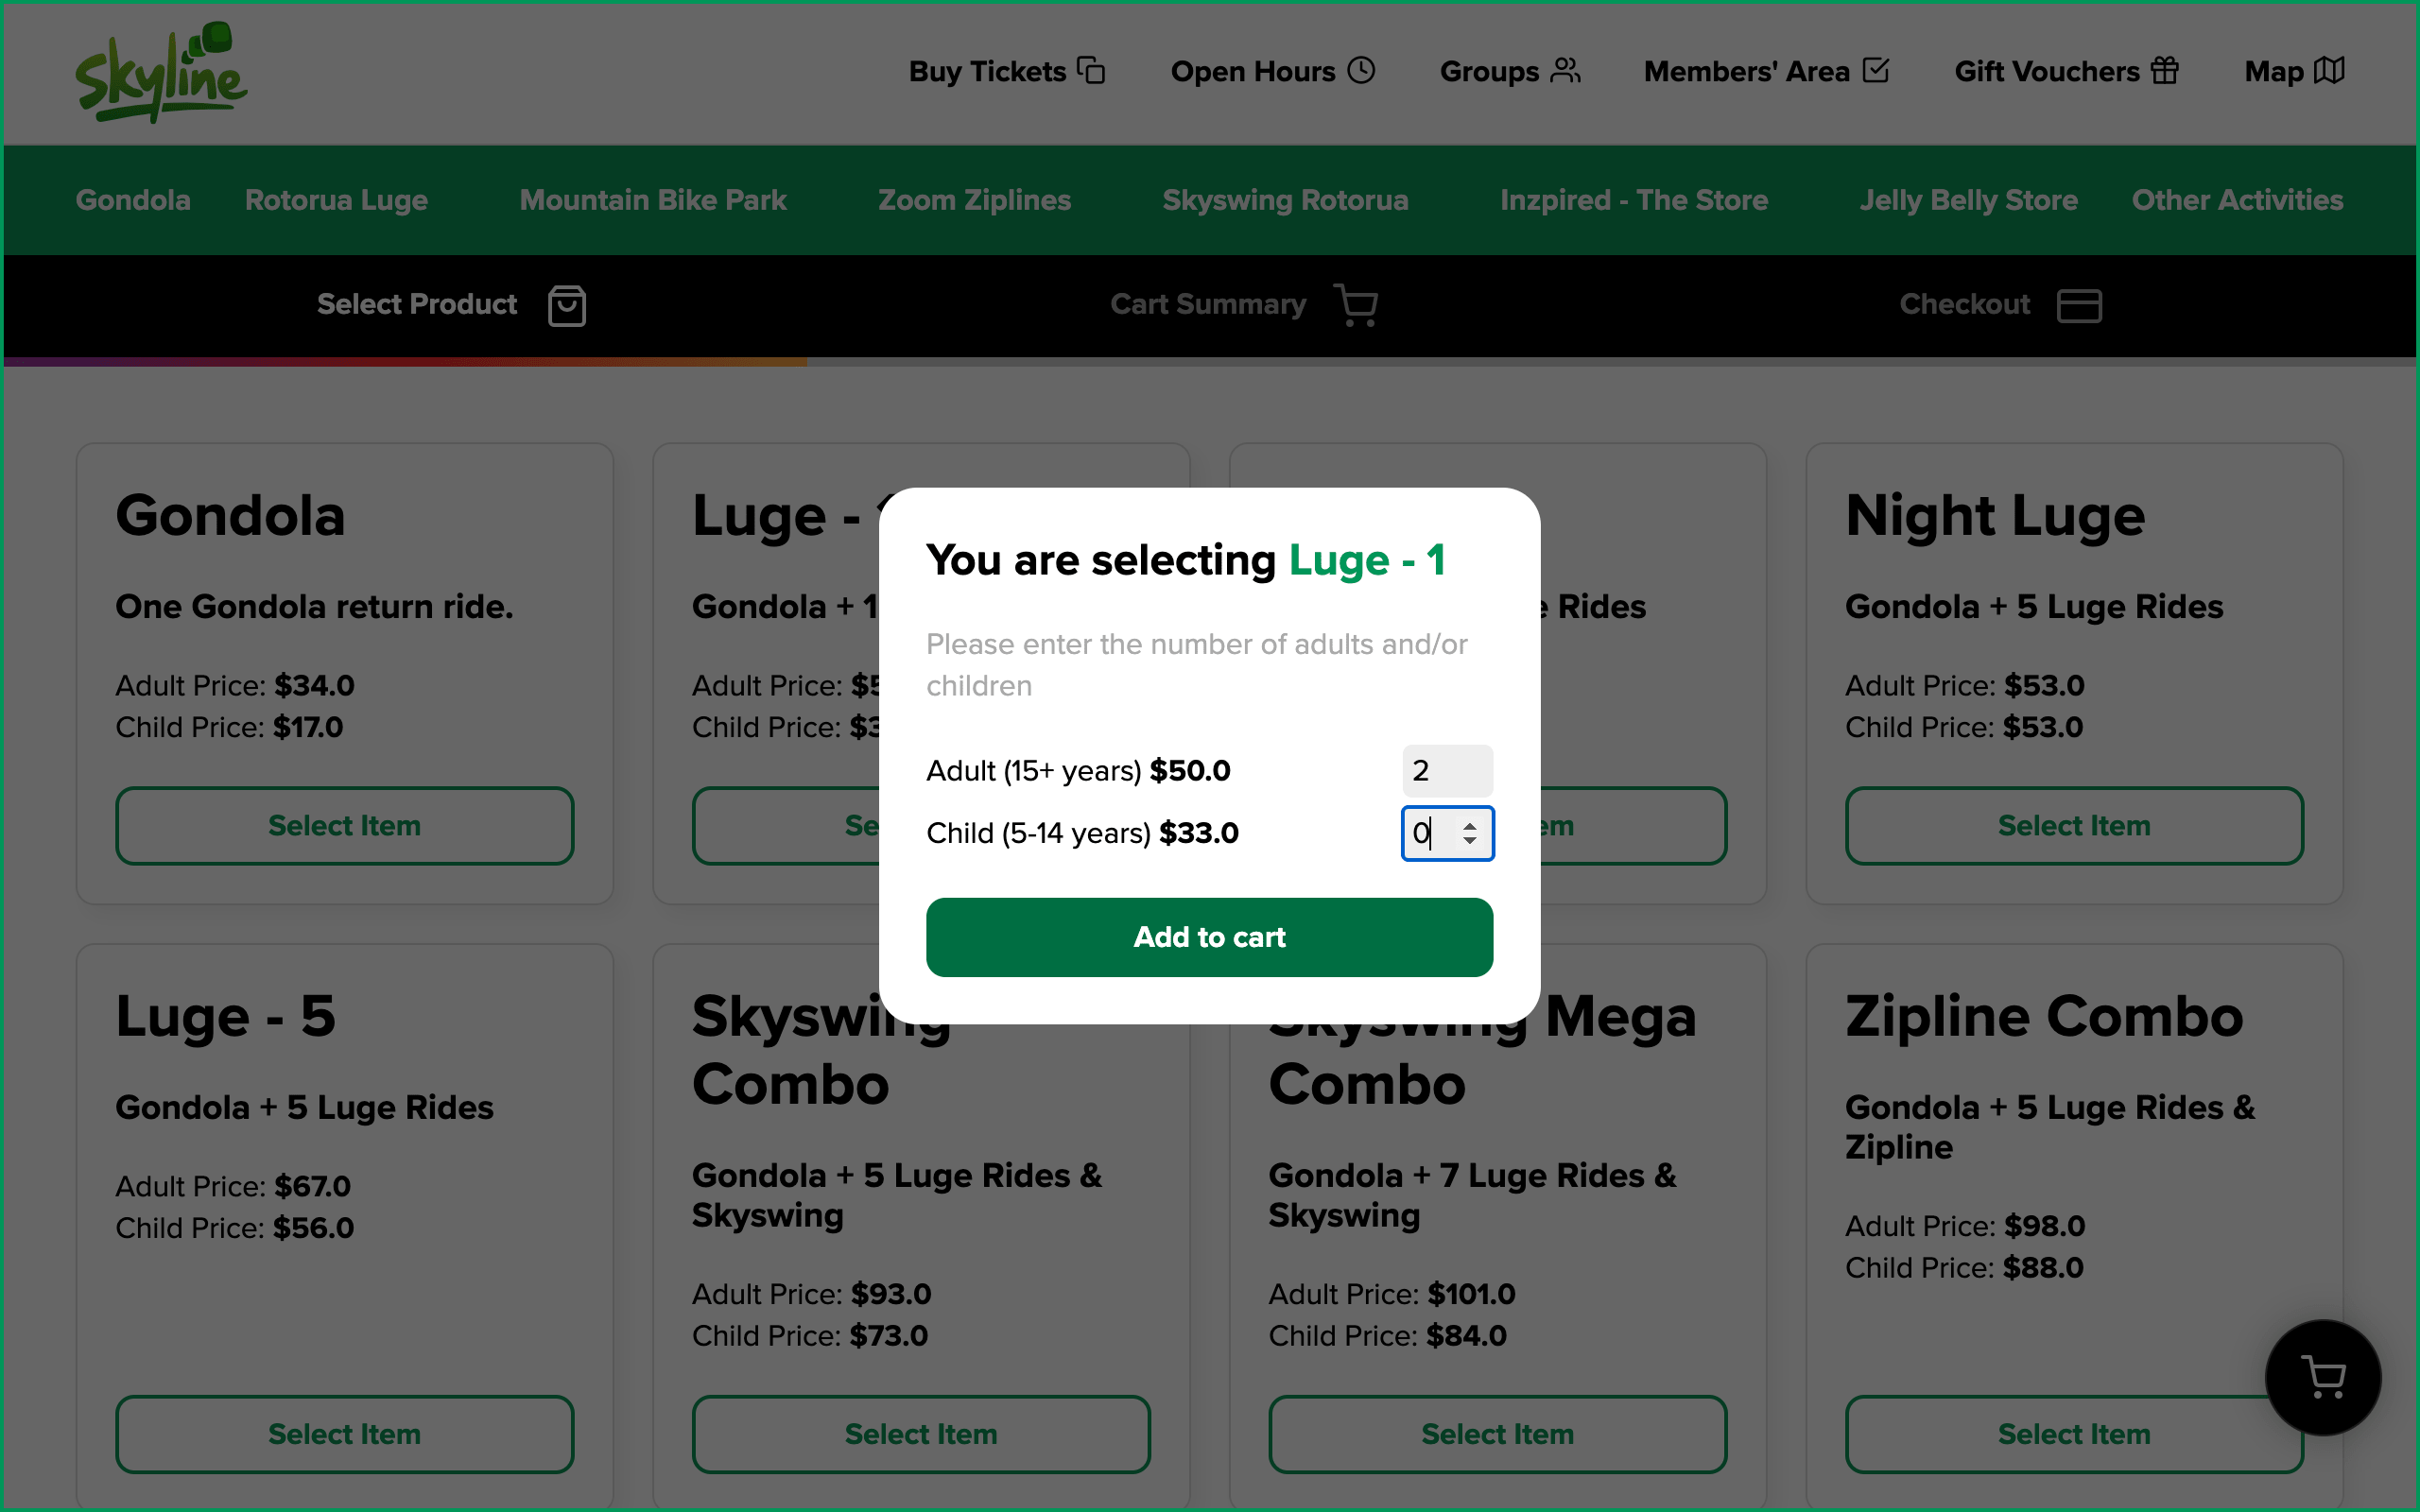 Skyline
Buy Tickets
Open Hours
Groups
Members' Area
Gift Vouchers
Map
Gondola
Rotorua Luge
Mountain Bike Park
Zoom Ziplines
Skyswing Rotorua
Inzpired - The Store
Jelly Belly Store
Other Activities
Select Product
Cart Summary
Checkout
Gondola
One Gondola return ride.
Adult Price: $34.0
Child Price: $17.0
Select Item
Luge -
Gondola + 1
Adult Price: $5
Child Price: $3
Se
Rides
em
Night Luge
Gondola + 5 Luge Rides
Adult Price: $53.0
Child Price: $53.0
Select Item
You are selecting Luge - 1
Please enter the number of adults and/or
children
Adult (15+ years) $50.0
2
Child (5-14 years) $33.0
0
Add to cart
Luge - 5
Gondola + 5 Luge Rides
Adult Price: $67.0
Child Price: $56.0
Select Item
Skyswing
Combo
Gondola + 5 Luge Rides &
Skyswing
Adult Price: $93.0
Child Price: $73.0
Select Item
Skyswing Mega
Combo
Gondola + 7 Luge Rides &
Skyswing
Adult Price: $101.0
Child Price: $84.0
Select Item
Zipline Combo
Gondola + 5 Luge Rides &
Zipline
Adult Price: $98.0
Child Price: $88.0
Select Item